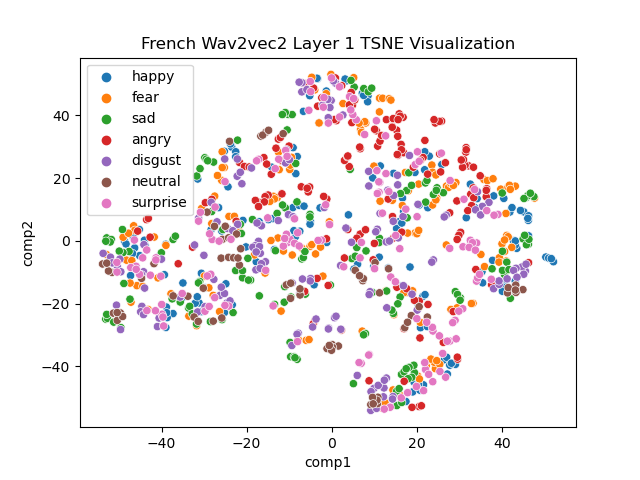 French Wav2vec2 Layer 1 TSNE Visualization
happy
fear
sad
angry
disgust
neutral
surprise
comp2
40
20
0
−20
−40
−40
−20
0
20
40
comp1